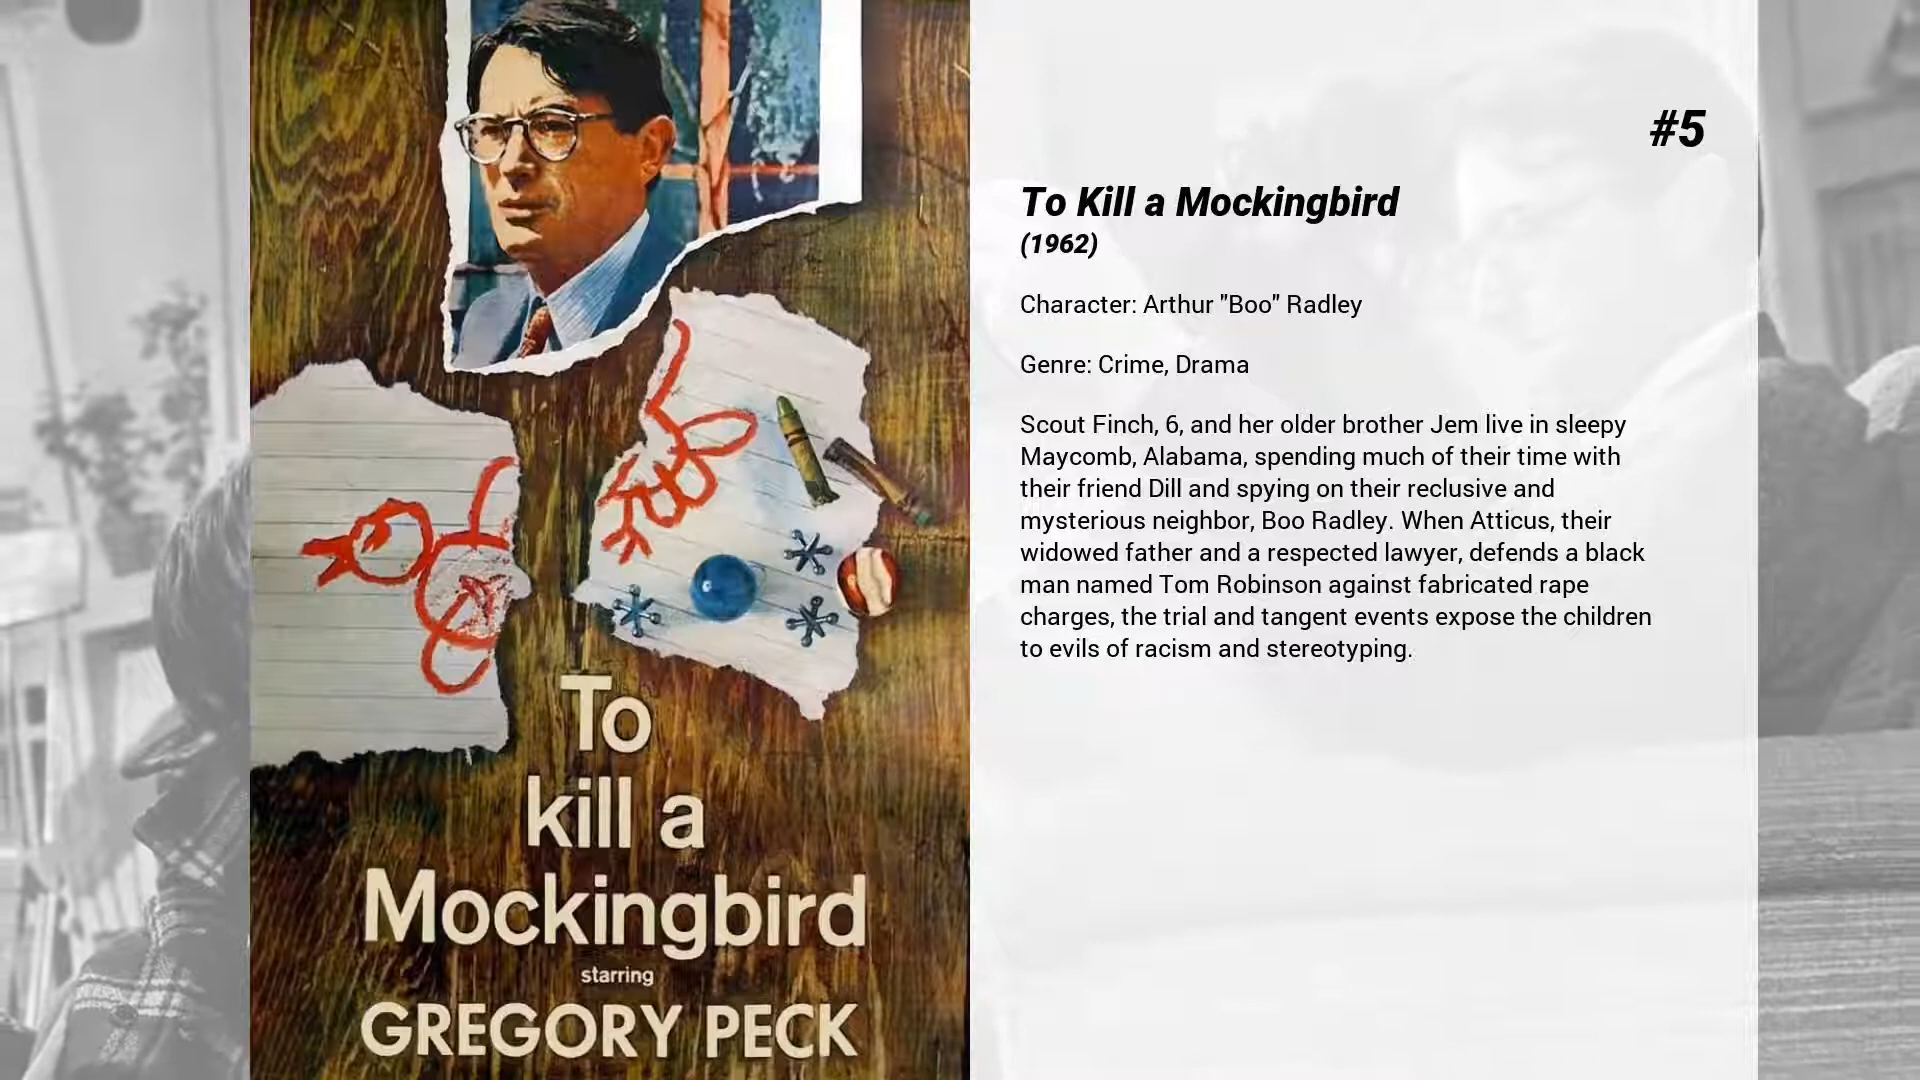 To
kill a
Mockingbird
starring
GREGORY PECK
#5
To Kill a Mockingbird
(1962)
Character: Arthur "Boo" Radley
Genre: Crime, Drama
Scout Finch, 6, and her older brother Jem live in sleepy
Maycomb, Alabama, spending much of their time with
their friend Dill and spying on their reclusive and
mysterious neighbor, Boo Radley. When Atticus, their
widowed father and a respected lawyer, defends a black
man named Tom Robinson against fabricated rape
charges, the trial and tangent events expose the children
to evils of racism and stereotyping.